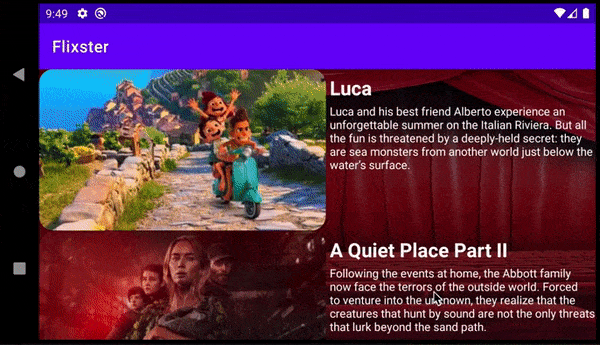 9:49
Flixster
Luca
Luca and his best friend Alberto experience an
unforgettable summer on the Italian Riviera. But all
the fun is threatened by a deeply-held secret: they
are sea monsters from another world just below the
water's surface.
A Quiet Place Part II
Following the events at home, the Abbott family
now face the terrors of the outside world. Forced
to venture into the unknown, they realize that the
creatures that hunt by sound are not the only threats
that lurk beyond the sand path.